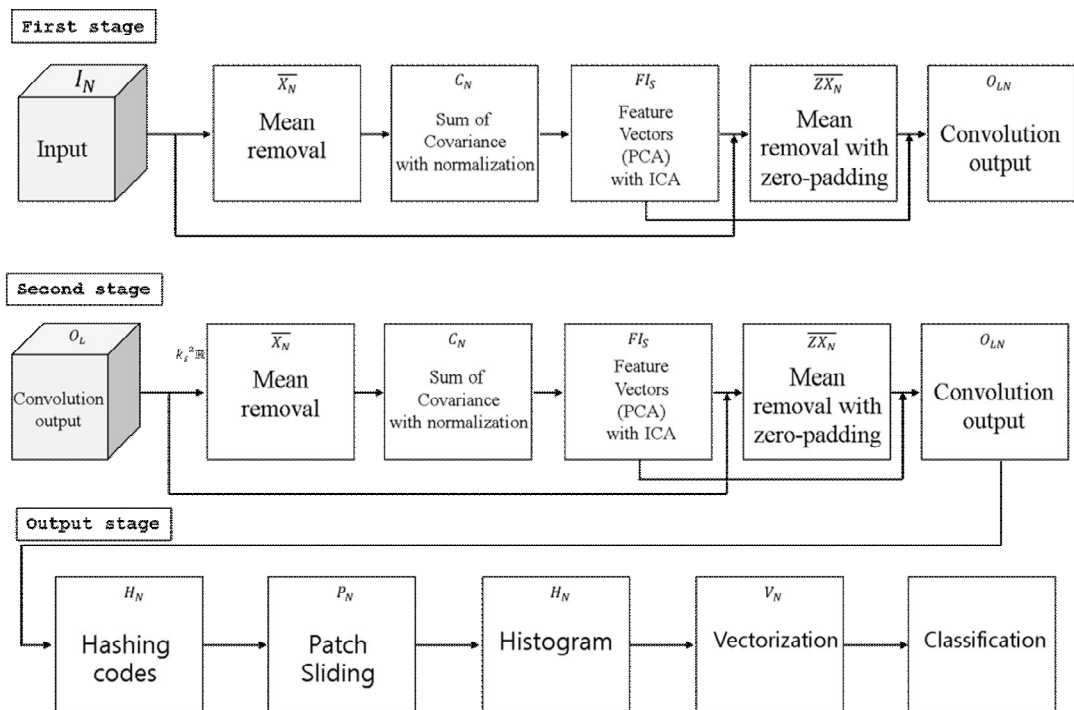 First stage
I_N
Input
X̅_N̅
Mean
removal
C_N
Sum of
Covariance
with normalization
FI_S
Feature
Vectors
(PCA)
with ICA
Z̅X̅_N̅
Mean
removal with
zero-padding
O_LN
Convolution
output
Second stage
O_L
Convolution
output
X̅_N̅
Mean
removal
C_N
Sum of
Covariance
with normalization
FI_S
Feature
Vectors
(PCA)
with ICA
Z̅X̅_N̅
Mean
removal with
zero-padding
O_LN
Convolution
output
Output stage
H_N
Hashing
codes
P_N
Patch
Sliding
H_N
Histogram
V_N
Vectorization
Classification